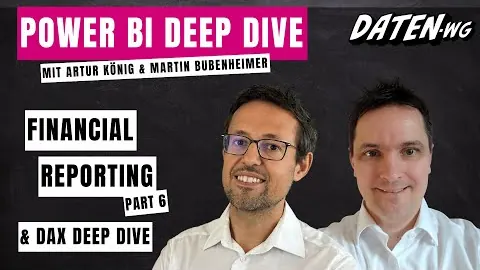 POWER BI DEEP DIVE
DATEN-WG
MIT ARTUR KÖNIG & MARTIN BUBENHEIMER
FINANCIAL
REPORTING
PART 6
& DAX DEEP DIVE